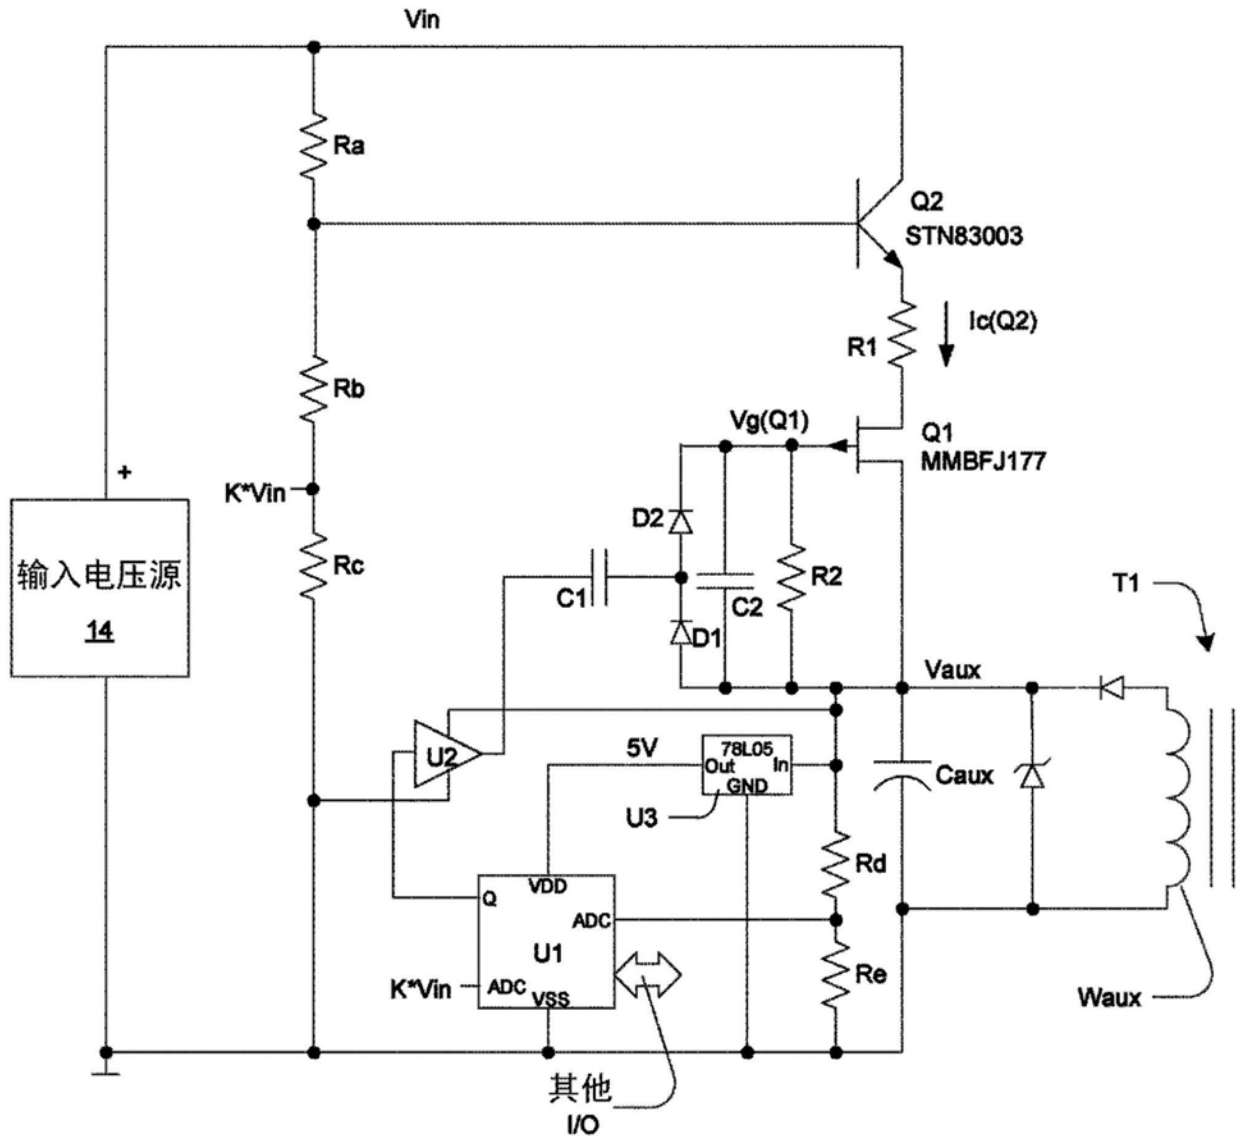 Vin
Ra
Q2
STN83003
Ic(Q2)
R1
Rb
Vg(Q1)
Q1
MMBFJ177
+
K*Vin
D2
Rc
输入电压源
14
C1
C2
R2
D1
T1
Vaux
U2
5V
78L05
Out
In
GND
U3
Caux
Rd
VDD
Q
ADC
U1
Re
K*Vin
ADC
VSS
Waux
其他
I/O